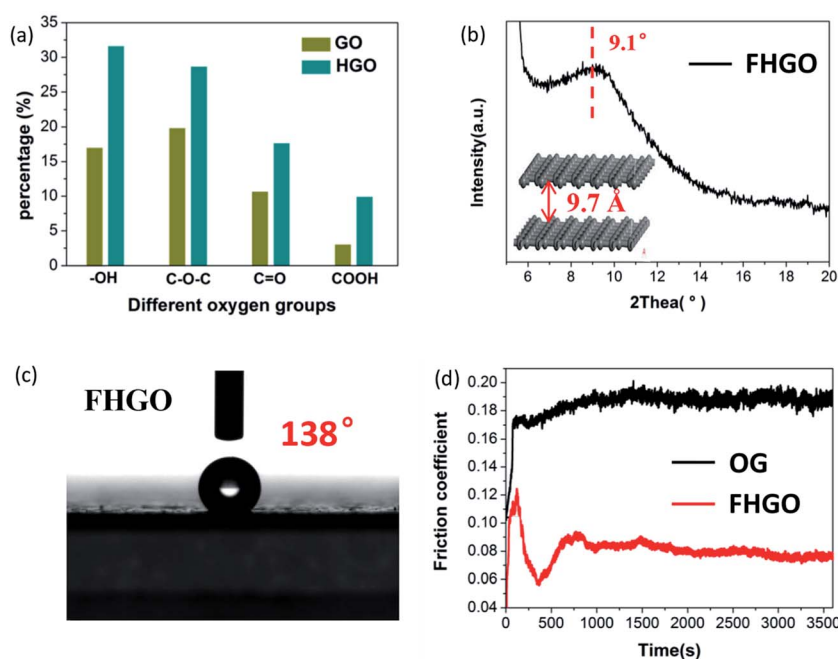 (a)
35
30
25
20
15
10
5
0
percentage (%)
GO
HGO
-OH
C-O-C
C=O
COOH
Different oxygen groups
(b)
9.1°
FHGO
9.7 Å
Intensity(a.u.)
6
8
10
12
14
16
18
20
2Thea( ° )
(c)
FHGO
138°
(d)
0.20
0.18
0.16
0.14
0.12
0.10
0.08
0.06
0.04
Friction coefficient
OG
FHGO
0
500
1000
1500
2000
2500
3000
3500
Time(s)